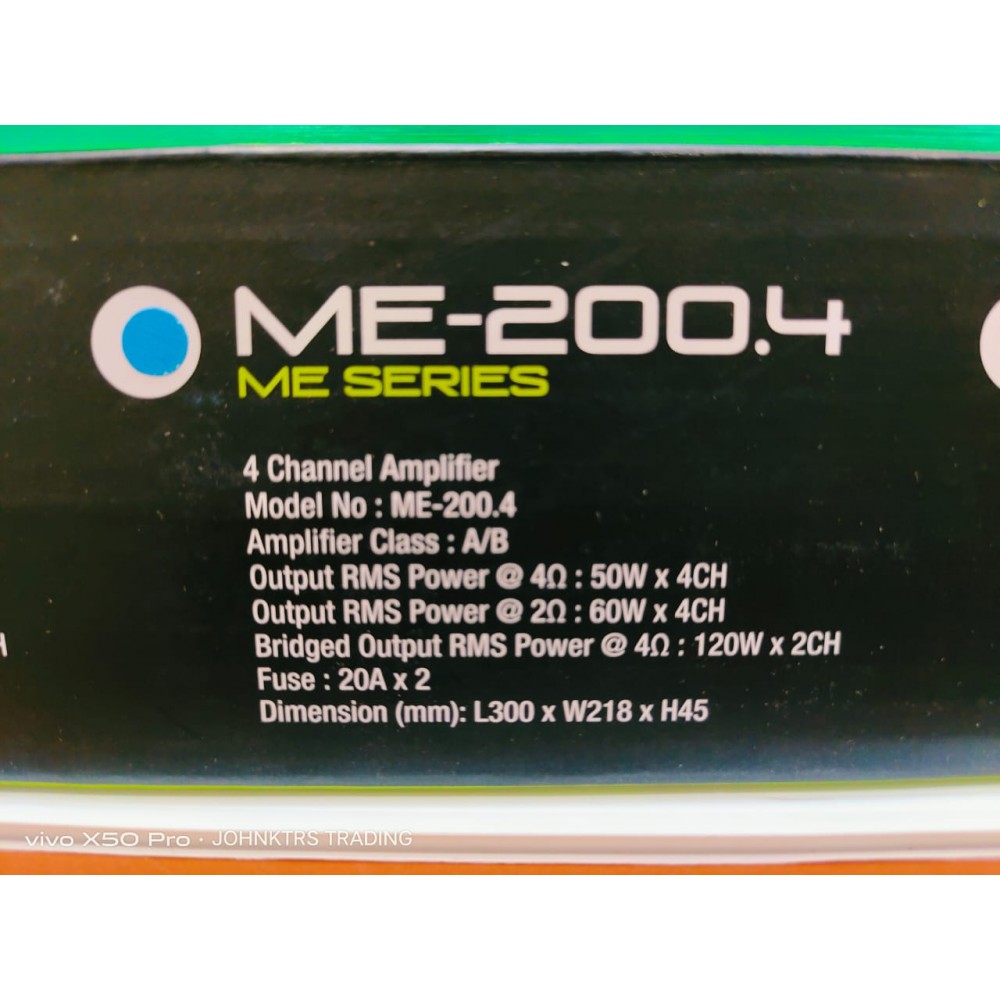 ME-200.4
ME SERIES
4 Channel Amplifier
Model No : ME-200.4
Amplifier Class : A/B
Output RMS Power @ 4Ω : 50W x 4CH
Output RMS Power @ 2Ω : 60W x 4CH
Bridged Output RMS Power @ 4Ω : 120W x 2CH
Fuse : 20A x 2
Dimension (mm): L300 x W218 x H45
vivo X50 Pro · JOHNKTRS TRADING